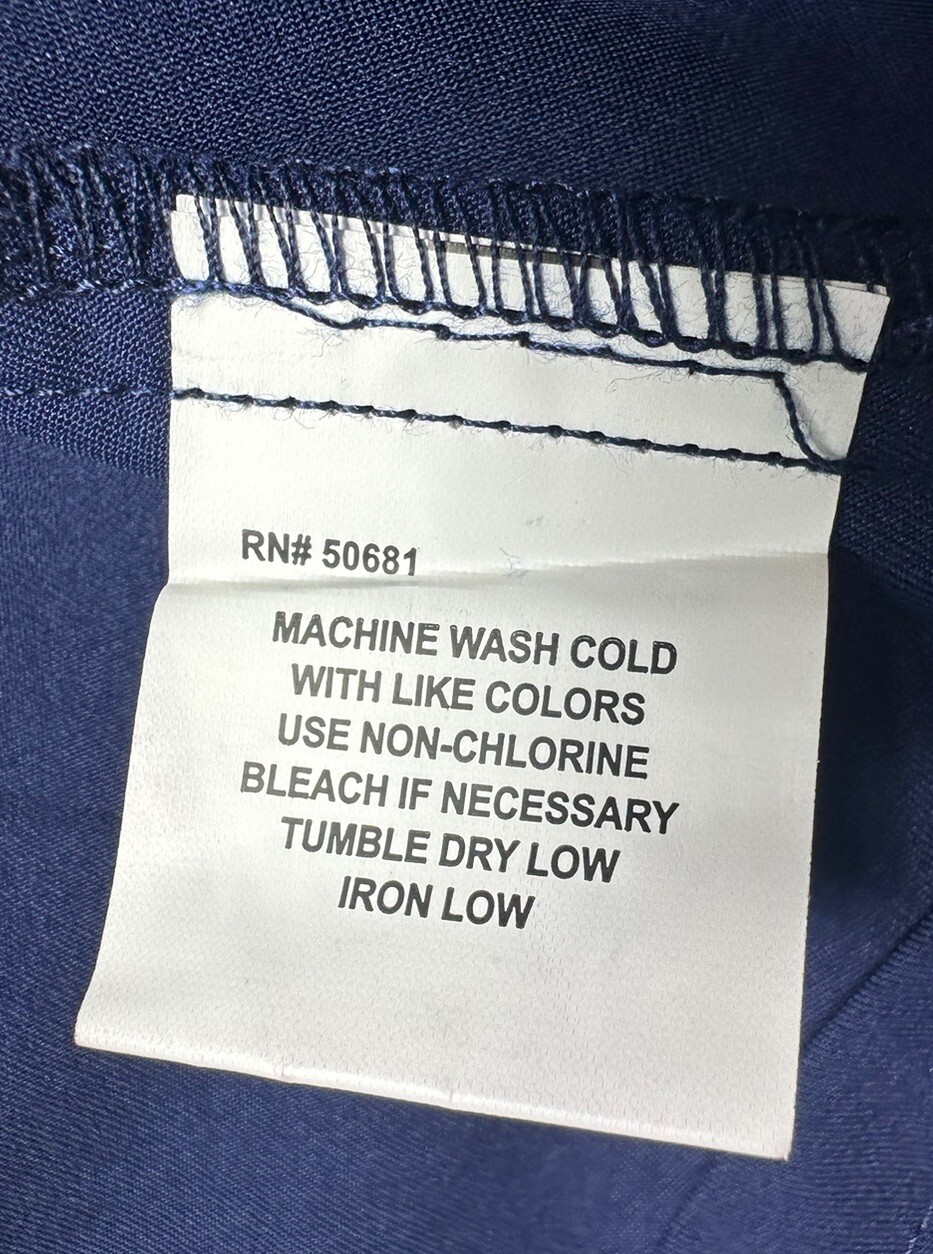 RN# 50681
MACHINE WASH COLD
WITH LIKE COLORS
USE NON-CHLORINE
BLEACH IF NECESSARY
TUMBLE DRY LOW
IRON LOW